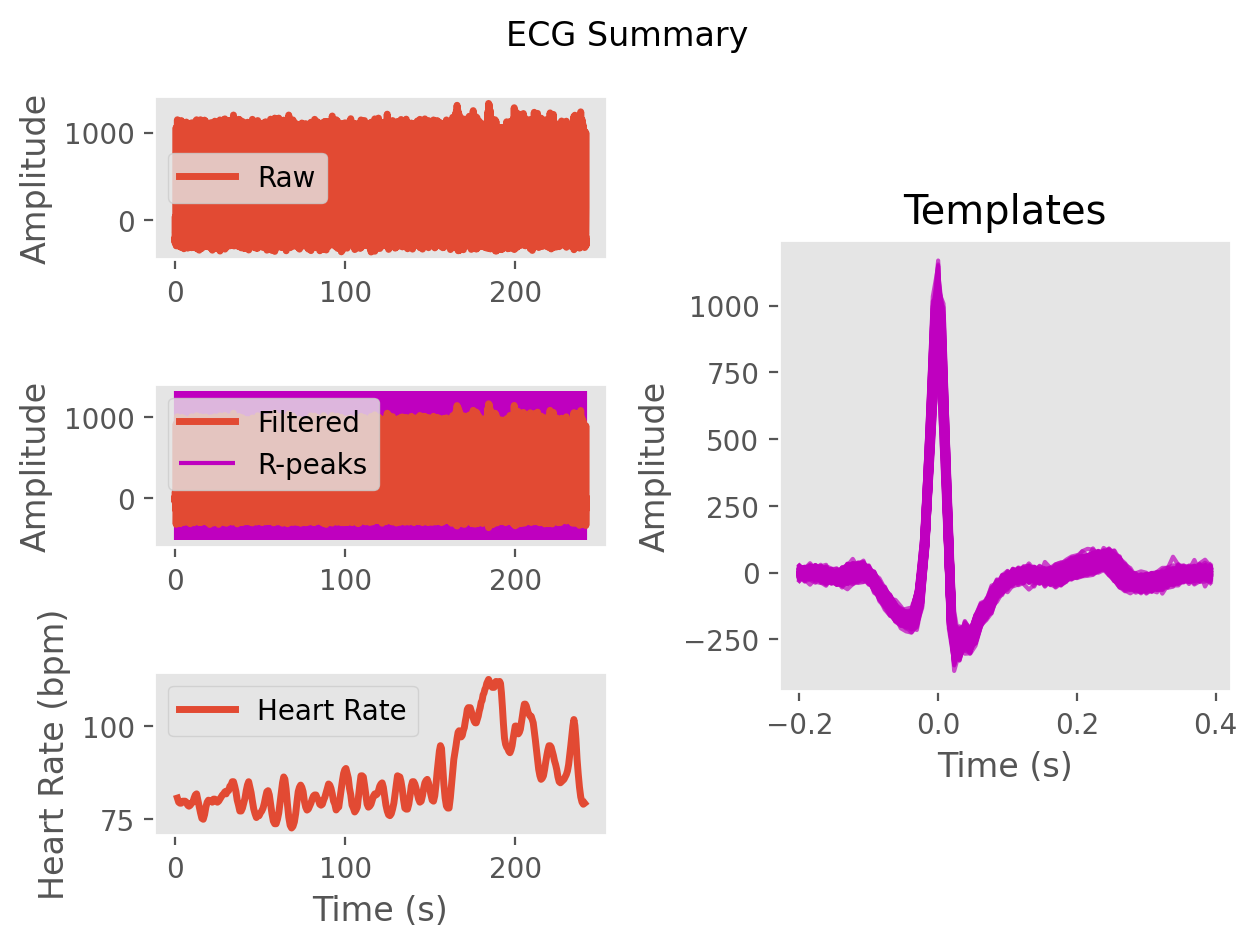 ECG Summary
Amplitude
1000
0
Raw
0 100 200
Amplitude
1000
0
Filtered
R-peaks
0 100 200
Heart Rate (bpm)
100
75
Heart Rate
0 100 200
Time (s)
Templates
Amplitude
1000
750
500
250
0
−250
−0.2 0.0 0.2 0.4
Time (s)